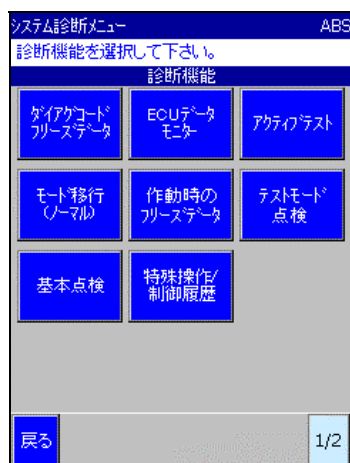 システム診断メニュー ABS
診断機能を選択して下さい。
診断機能
ダイアグコード
フリーズデータ
ECUデータ
モニター
アクティブテスト
モード移行
(ノーマル)
作動時の
フリーズデータ
テストモード
点検
基本点検
特殊操作/
制御履歴
戻る
1/2